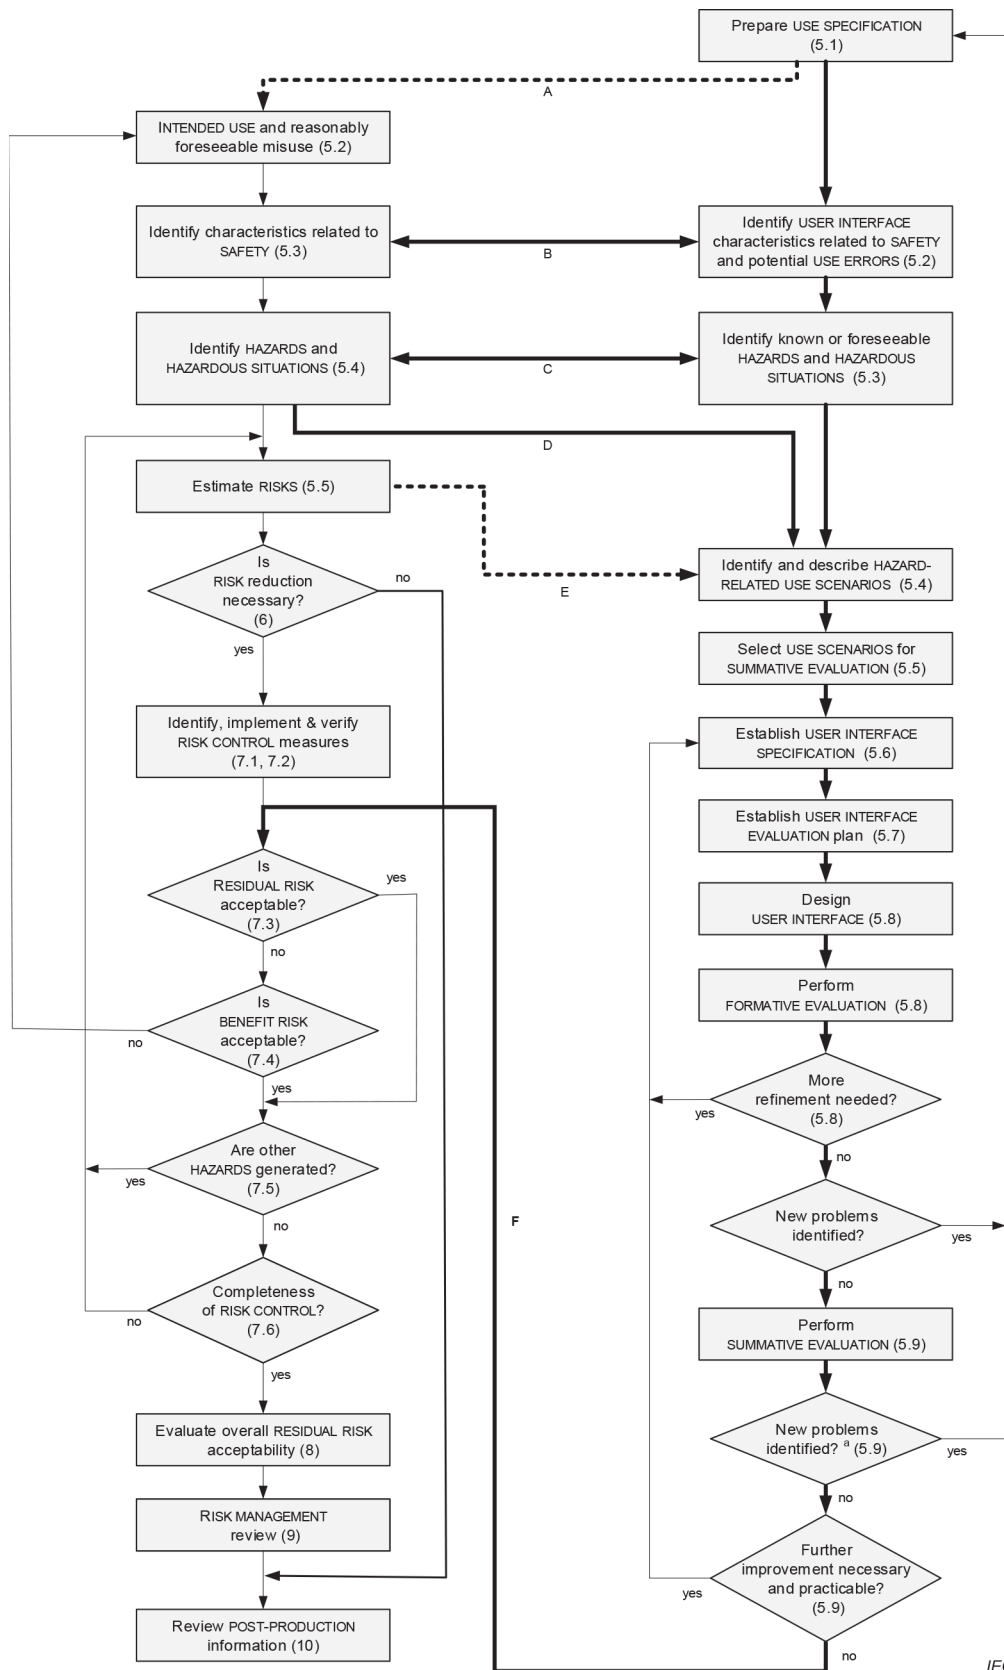 Prepare USE SPECIFICATION
(5.1)
A
INTENDED USE and reasonably
foreseeable misuse (5.2)
Identify characteristics related to
SAFETY (5.3)
B
Identify USER INTERFACE
characteristics related to SAFETY
and potential USE ERRORS (5.2)
Identify HAZARDS and
HAZARDOUS SITUATIONS (5.4)
C
Identify known or foreseeable
HAZARDS and HAZARDOUS
SITUATIONS (5.3)
D
Estimate RISKS (5.5)
E
Is
RISK reduction
necessary?
(6)
no
yes
Identify and describe HAZARD-
RELATED USE SCENARIOS (5.4)
Select USE SCENARIOS for
SUMMATIVE EVALUATION (5.5)
Identify, implement & verify
RISK CONTROL measures
(7.1, 7.2)
Establish USER INTERFACE
SPECIFICATION (5.6)
Establish USER INTERFACE
EVALUATION plan (5.7)
Is
RESIDUAL RISK
acceptable?
(7.3)
yes
no
Design
USER INTERFACE (5.8)
Perform
FORMATIVE EVALUATION (5.8)
Is
BENEFIT RISK
acceptable?
(7.4)
no
yes
More
refinement needed?
(5.8)
yes
no
Are other
HAZARDS generated?
(7.5)
yes
no
F
New problems
identified?
yes
no
Completeness
of RISK CONTROL?
(7.6)
no
yes
Perform
SUMMATIVE EVALUATION (5.9)
Evaluate overall RESIDUAL RISK
acceptability (8)
New problems
identified? a (5.9)
yes
no
RISK MANAGEMENT
review (9)
Further
improvement necessary
and practicable?
(5.9)
yes
no
Review POST-PRODUCTION
information (10)